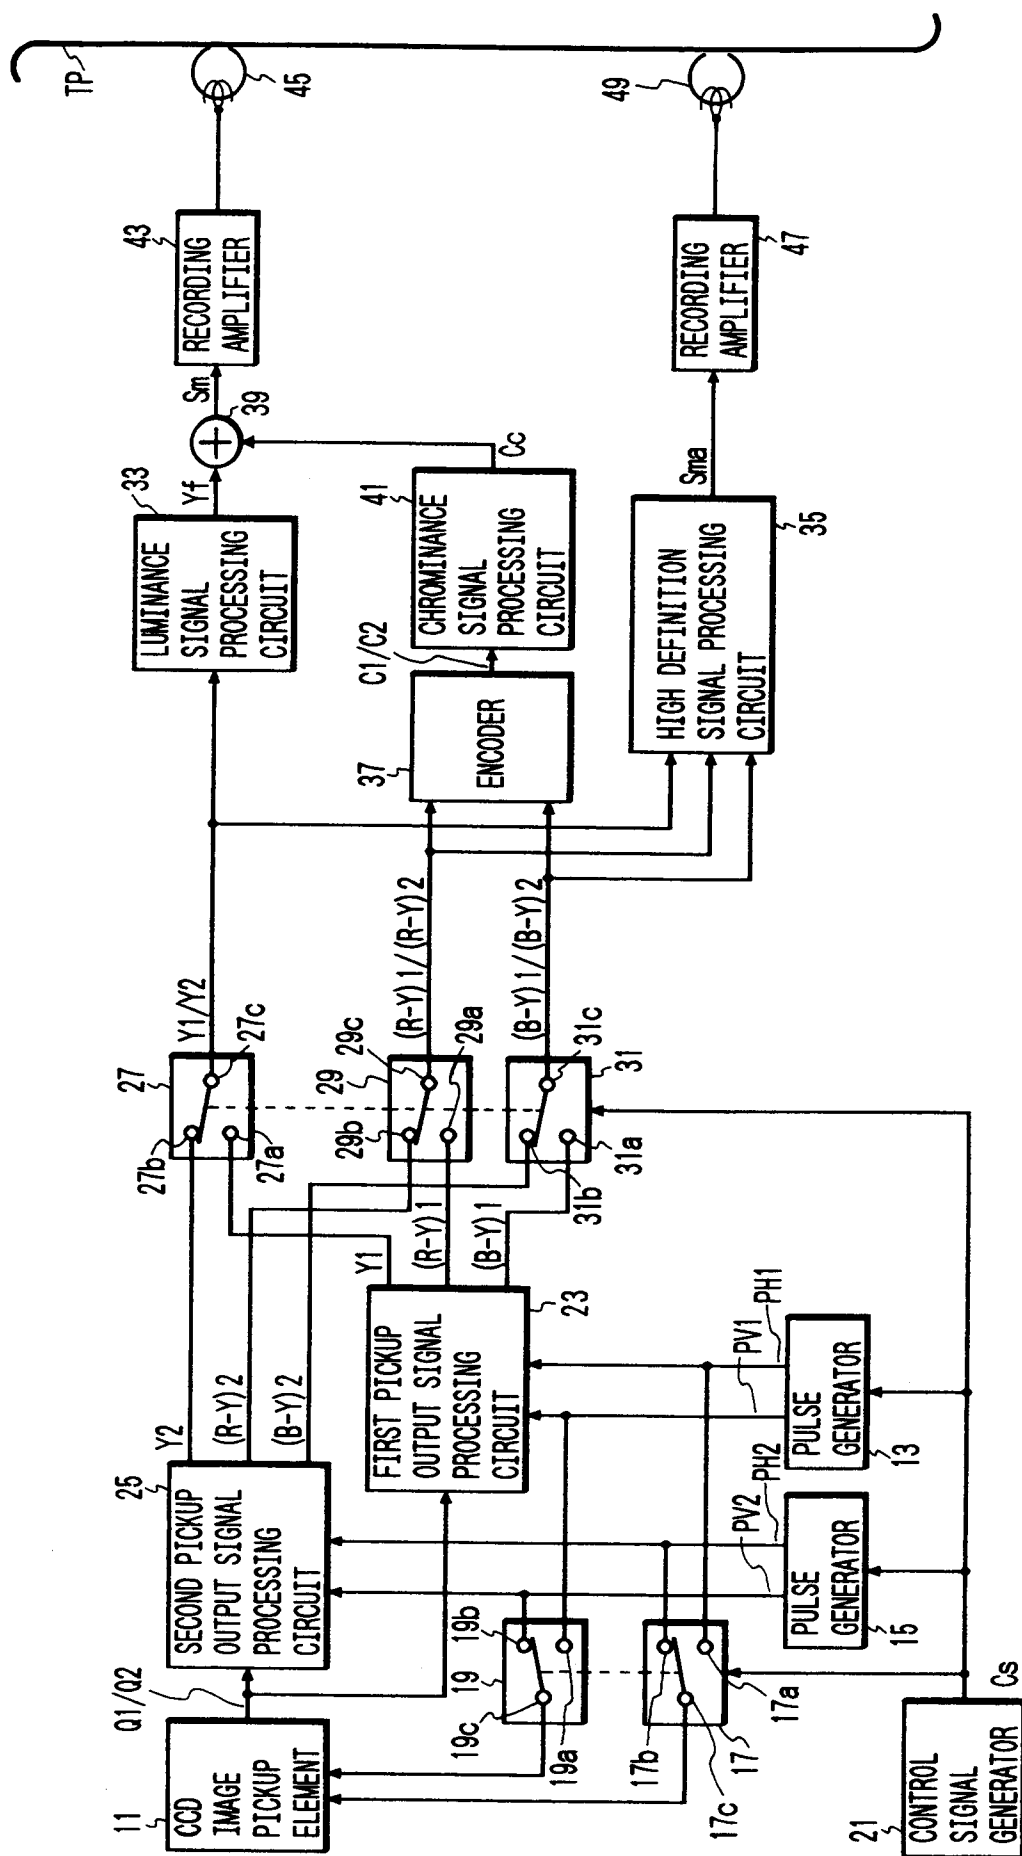 11
CCD
IMAGE
PICKUP
ELEMENT
Q1/Q2
25
SECOND PICKUP
OUTPUT SIGNAL
PROCESSING
CIRCUIT
Y2
(R-Y)2
(B-Y)2
FIRST PICKUP
OUTPUT SIGNAL
PROCESSING
CIRCUIT
23
Y1
(R-Y)1
(B-Y)1
19
19b
19c
19a
17b
17
17c
17a
PV2
PH2
PV1
PH1
PULSE
GENERATOR
15
PULSE
GENERATOR
13
21
CONTROL
SIGNAL
GENERATOR
Cs
27
27b
27a
27c
Y1/Y2
29
29b
29c
29a
(R-Y)1/(R-Y)2
31
31b
31a
31c
(B-Y)1/(B-Y)2
33
LUMINANCE
SIGNAL
PROCESSING
CIRCUIT
Yf
37
ENCODER
C1/C2
41
CHROMINANCE
SIGNAL
PROCESSING
CIRCUIT
Cc
HIGH DEFINITION
SIGNAL PROCESSING
CIRCUIT
35
Sma
39
Sm
43
RECORDING
AMPLIFIER
RECORDING
AMPLIFIER
47
45
49
TP